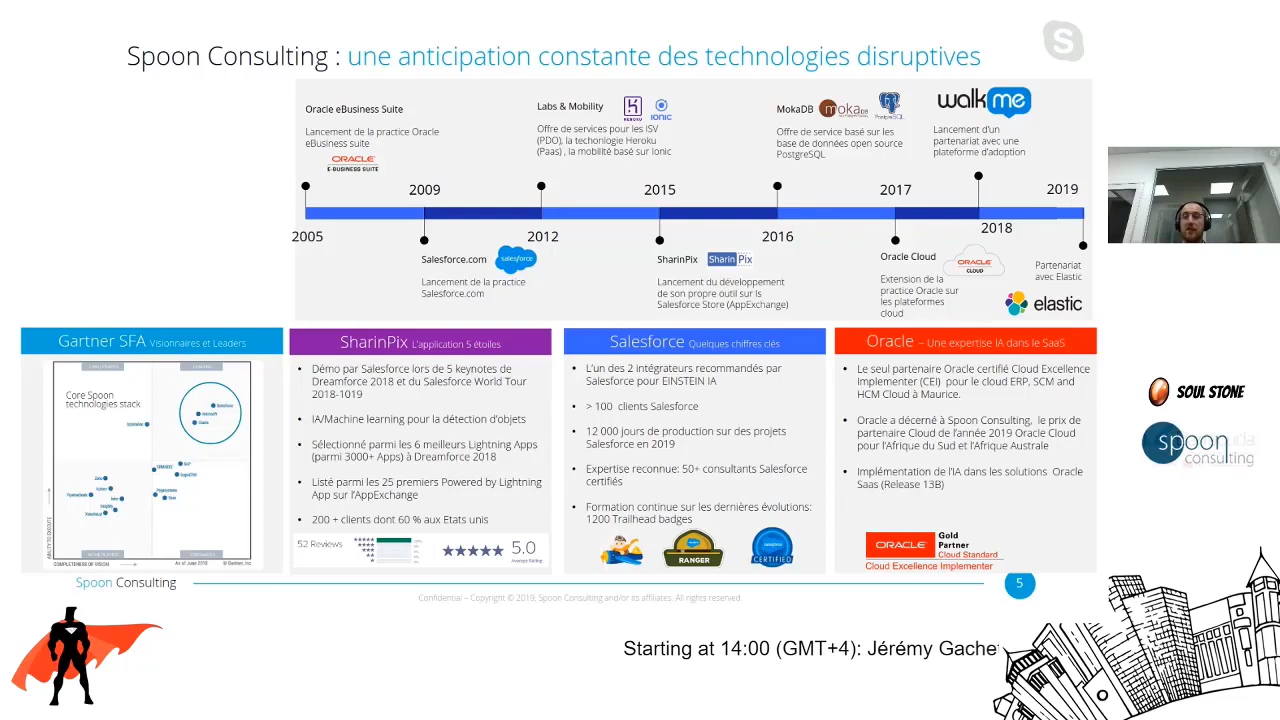 Spoon Consulting : une anticipation constante des technologies disruptives
Oracle eBusiness Suite
Lancement de la practice Oracle
eBusiness suite
ORACLE
E-BUSINESS SUITE
Labs & Mobility
HEROKU
IONIC
Offre de services pour les ISV
(PDO), la techonlogie Heroku
(Paas) , la mobilité basé sur Ionic
MokaDB
moka
PostgreSQL
Offre de service basé sur les
base de données open source
PostgreSQL
walkme
Lancement d'un
partenariat avec une
plateforme d'adoption
2009
2015
2017
2019
2005
2012
2016
2018
Salesforce.com
salesforce
Lancement de la practice
Salesforce.com
SharinPix
SharinPix
Lancement du développement
de son propre outil sur ls
Salesforce Store (AppExchange)
Oracle Cloud
ORACLE
CLOUD
Extension de la
practice Oracle sur
les plateformes
cloud
Partenariat
avec Elastic
elastic
Gartner SFA Visionnaires et Leaders
Core Spoon
technologies stack
ABILITY TO EXECUTE
COMPLETENESS OF VISION
As of June 2018
© Gartner, Inc
SharinPix L'application 5 étoiles
• Démo par Salesforce lors de 5 keynotes de
Dreamforce 2018 et du Salesforce World Tour
2018-1019
• IA/Machine learning pour la détection d'objets
• Sélectionné parmi les 6 meilleurs Lightning Apps
(parmi 3000+ Apps) à Dreamforce 2018
• Listé parmi les 25 premiers Powered by Lightning
App sur l'AppExchange
• 200 + clients dont 60 % aux Etats unis
52 Reviews
5.0
Average Rating
Salesforce Quelques chiffres clés
• L'un des 2 intégrateurs recommandés par
Salesforce pour EINSTEIN IA
• > 100 clients Salesforce
• 12 000 jours de production sur des projets
Salesforce en 2019
• Expertise reconnue: 50+ consultants Salesforce
certifiés
• Formation continue sur les dernières évolutions:
1200 Trailhead badges
RANGER
CERTIFIED
Oracle – Une expertise IA dans le SaaS
• Le seul partenaire Oracle certifié Cloud Excellence
Implementer (CEI) pour le cloud ERP, SCM and
HCM Cloud à Maurice.
• Oracle a décerné à Spoon Consulting, le prix de
partenaire Cloud de l'année 2019 Oracle Cloud
pour l'Afrique du Sud et l'Afrique Australe
• Implémentation de l'IA dans les solutions Oracle
Saas (Release 13B)
ORACLE
Gold
Partner
Cloud Standard
Cloud Excellence Implementer
SOUL STONE
spoon
consulting
Spoon Consulting
5
Confidential – Copyright © 2019, Spoon Consulting and/or its affiliates. All rights reserved.
Starting at 14:00 (GMT+4): Jérémy Gachet